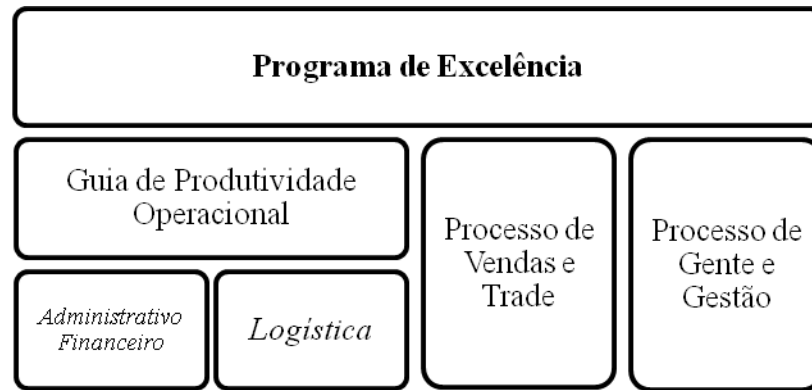 Programa de Excelência
Guia de Produtividade
Operacional
Processo de
Vendas e
Trade
Processo de
Gente e
Gestão
Administrativo
Financeiro
Logística